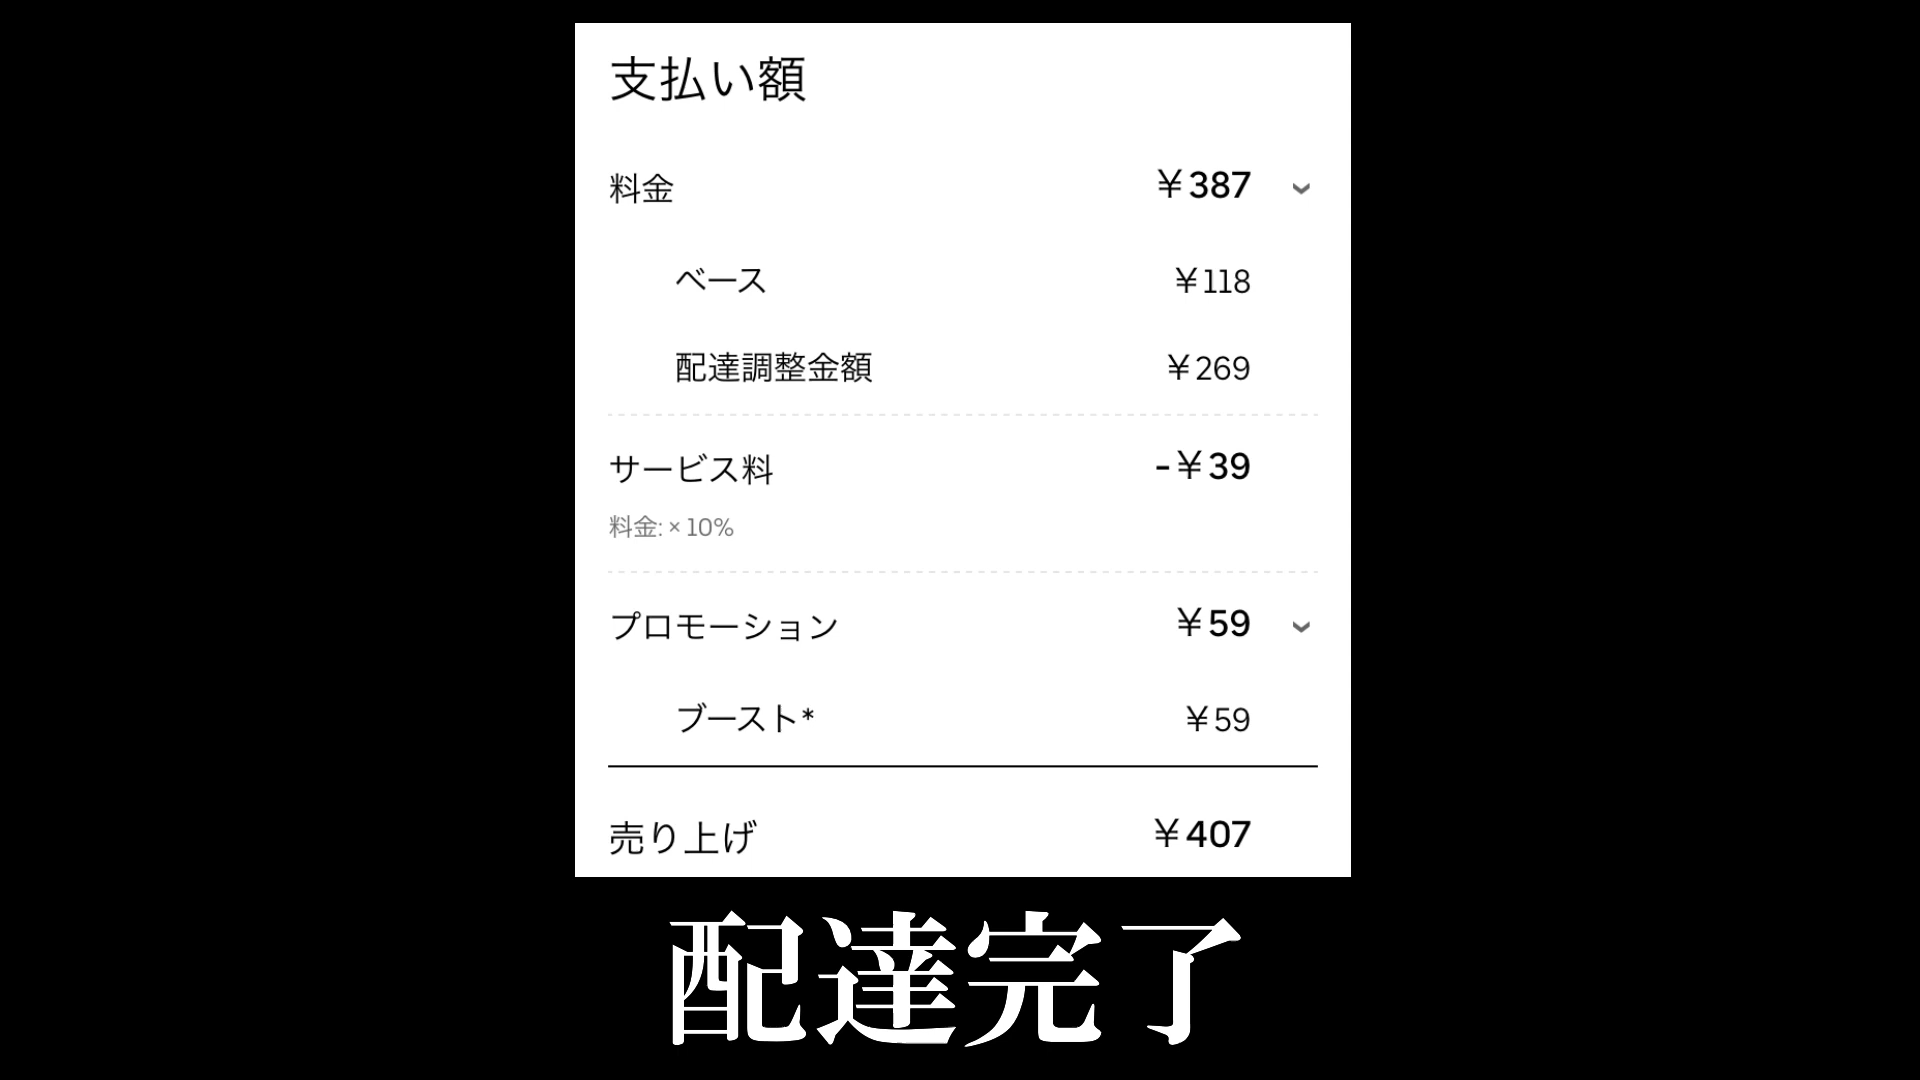 支払い額
料金 ¥387
ベース ¥118
配達調整金額 ¥269
サービス料 -¥39
料金: × 10%
プロモーション ¥59
ブースト* ¥59
売り上げ ¥407
配達完了